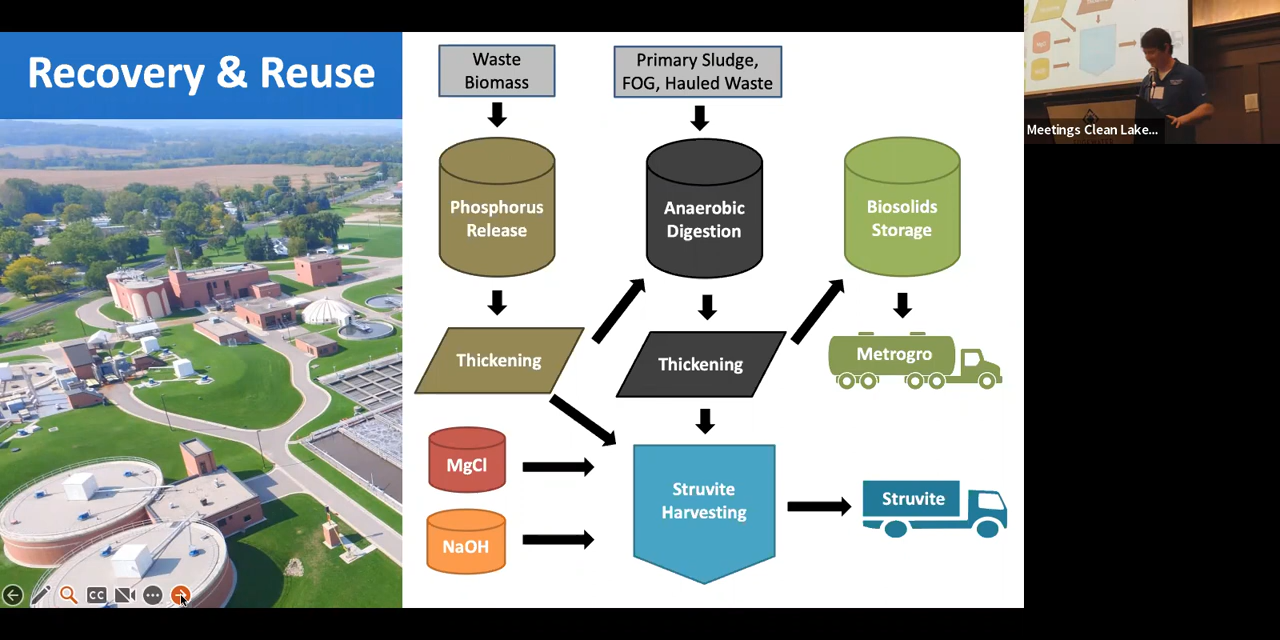 Recovery & Reuse
Waste
Biomass
Primary Sludge,
FOG, Hauled Waste
Phosphorus
Release
Anaerobic
Digestion
Biosolids
Storage
Thickening
Thickening
Metrogro
MgCl
NaOH
Struvite
Harvesting
Struvite
CC
Meetings Clean Lake...